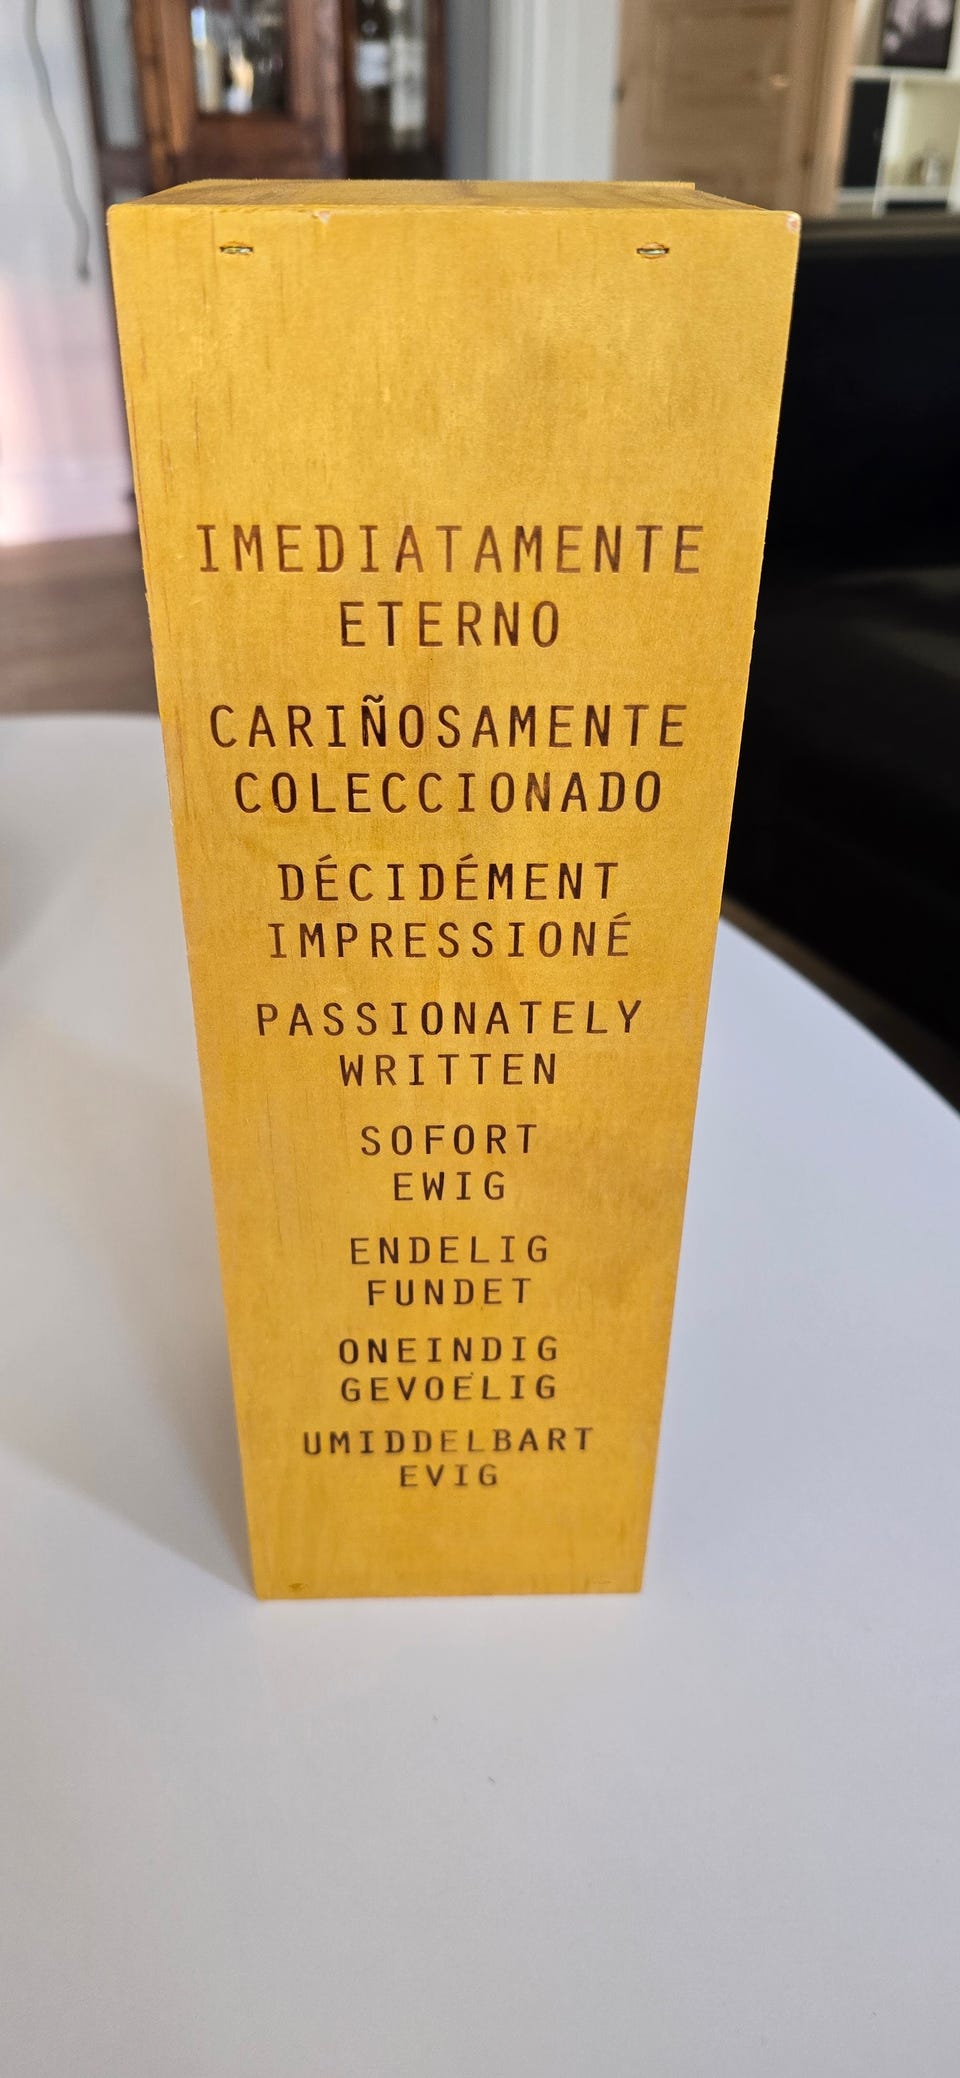 IMEDIATAMENTE
ETERNO
CARIÑOSAMENTE
COLECCIONADO
DÉCIDÉMENT
IMPRESSIONÉ
PASSIONATELY
WRITTEN
SOFORT
EWIG
ENDELIG
FUNDET
ONEINDIG
GEVOELIG
UMIDDELBART
EVIG